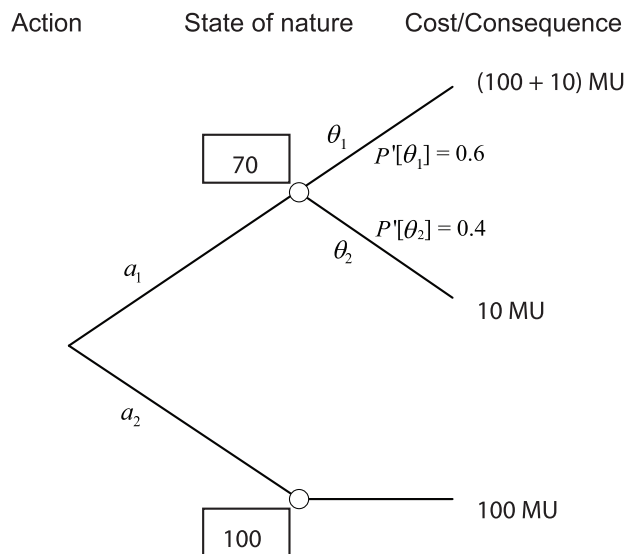 Action State of nature Cost/Consequence
(100 + 10) MU
θ₁
P'[θ₁] = 0.6
70
P'[θ₂] = 0.4
θ₂
a₁
10 MU
a₂
100 MU
100